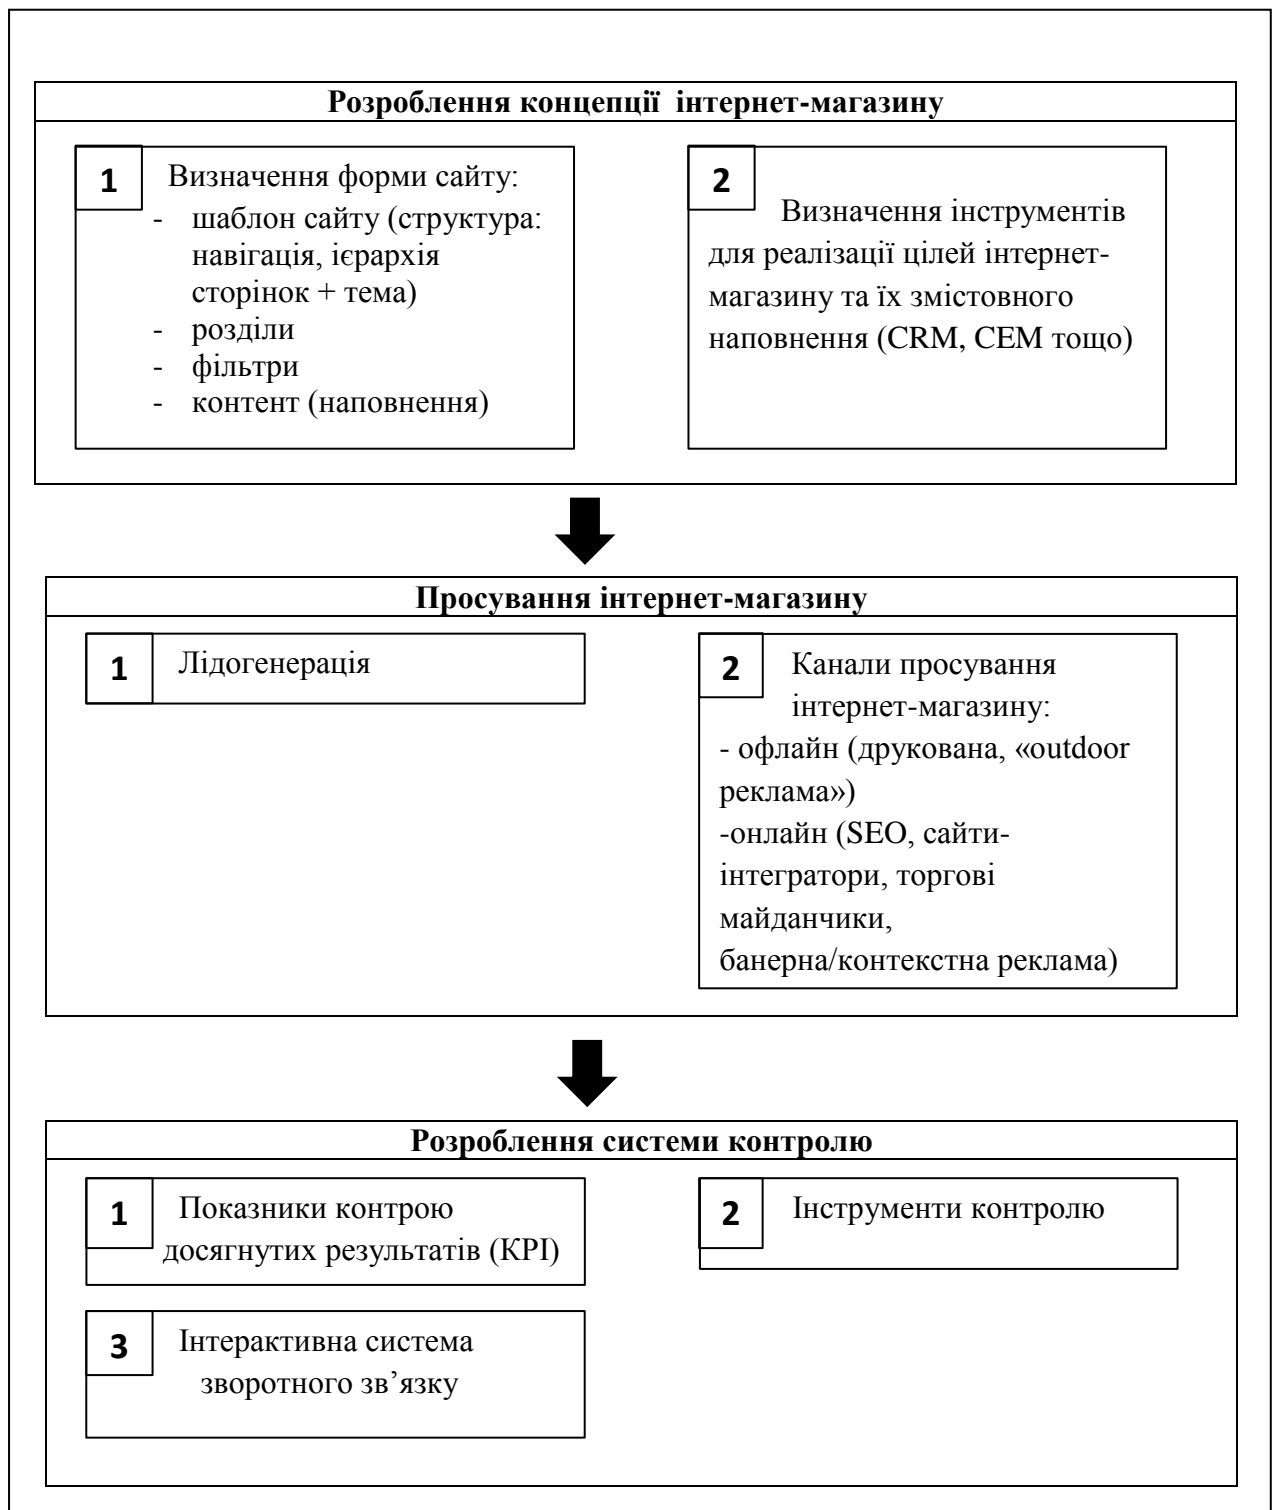 Розроблення концепції інтернет-магазину
1
Визначення форми сайту:
- шаблон сайту (структура:
навігація, ієрархія
сторінок + тема)
- розділи
- фільтри
- контент (наповнення)
2
Визначення інструментів
для реалізації цілей інтернет-
магазину та їх змістовного
наповнення (CRM, CEM тощо)
Просування інтернет-магазину
1
Лідогенерація
2
Канали просування
інтернет-магазину:
- офлайн (друкована, «outdoor
реклама»)
-онлайн (SEO, сайти-
інтегратори, торгові
майданчики,
банерна/контекстна реклама)
Розроблення системи контролю
1
Показники контрою
досягнутих результатів (KPI)
2
Інструменти контролю
3
Інтерактивна система
зворотного зв’язку